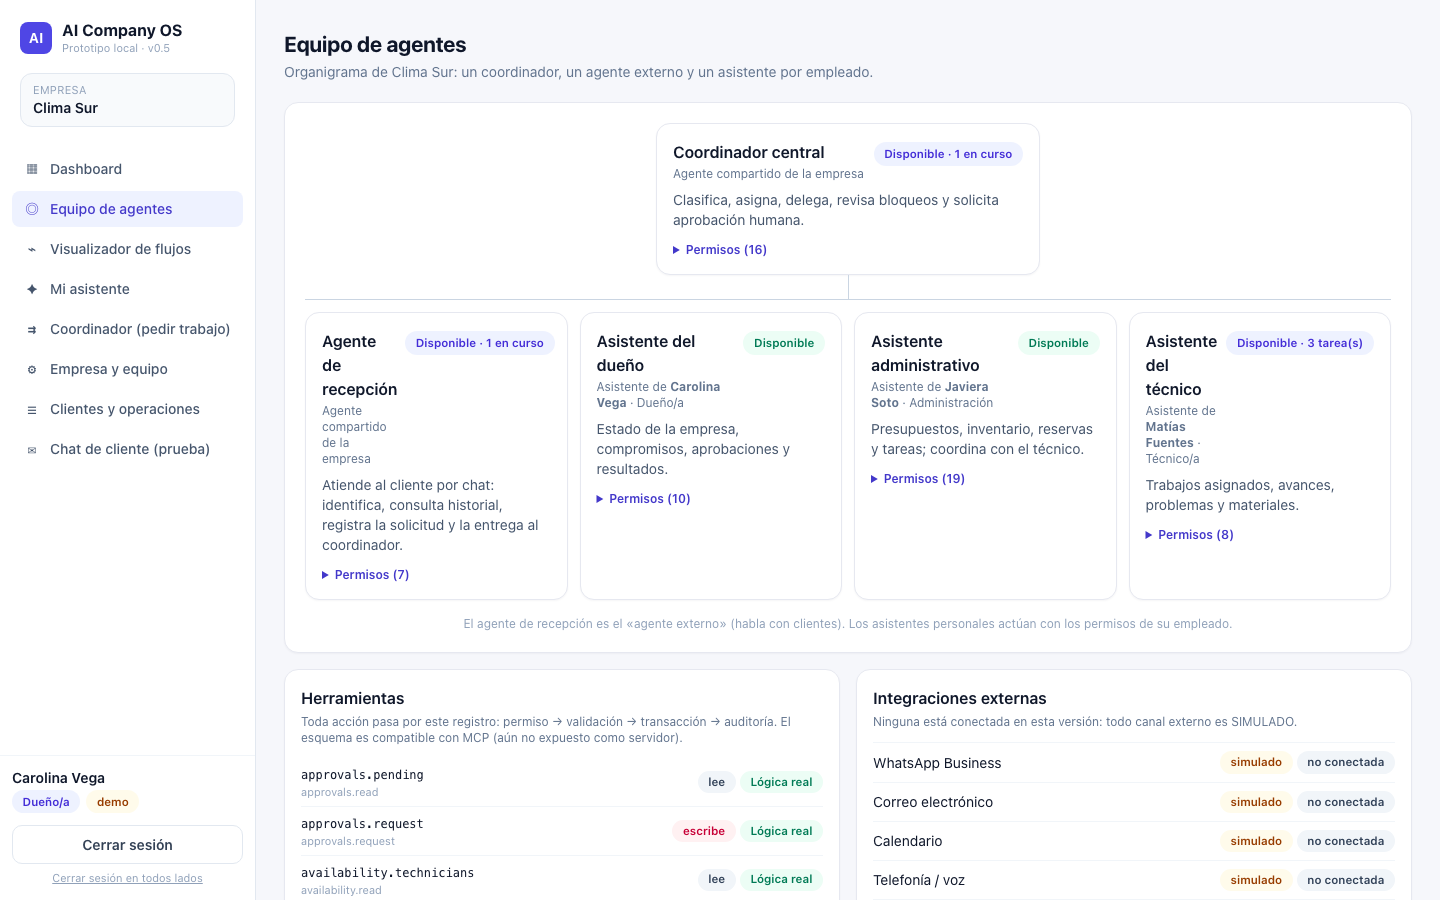 AI
AI Company OS
Prototipo local · v0.5
EMPRESA
Clima Sur
Dashboard
Equipo de agentes
Visualizador de flujos
Mi asistente
Coordinador (pedir trabajo)
Empresa y equipo
Clientes y operaciones
Chat de cliente (prueba)
Carolina Vega
Dueño/a
demo
Cerrar sesión
Cerrar sesión en todos lados
Equipo de agentes
Organigrama de Clima Sur: un coordinador, un agente externo y un asistente por empleado.
Coordinador central
Disponible · 1 en curso
Agente compartido de la empresa
Clasifica, asigna, delega, revisa bloqueos y solicita
aprobación humana.
Permisos (16)
Agente
de
recepción
Disponible · 1 en curso
Agente
compartido
de la
empresa
Atiende al cliente por chat:
identifica, consulta historial,
registra la solicitud y la entrega al
coordinador.
Permisos (7)
Asistente del
dueño
Disponible
Asistente de Carolina
Vega · Dueño/a
Estado de la empresa,
compromisos, aprobaciones y
resultados.
Permisos (10)
Asistente
administrativo
Disponible
Asistente de Javiera
Soto · Administración
Presupuestos, inventario, reservas
y tareas; coordina con el técnico.
Permisos (19)
Asistente
del
técnico
Disponible · 3 tarea(s)
Asistente de
Matías
Fuentes ·
Técnico/a
Trabajos asignados, avances,
problemas y materiales.
Permisos (8)
El agente de recepción es el «agente externo» (habla con clientes). Los asistentes personales actúan con los permisos de su empleado.
Herramientas
Toda acción pasa por este registro: permiso → validación → transacción → auditoría. El
esquema es compatible con MCP (aún no expuesto como servidor).
approvals.pending
approvals.read
lee
Lógica real
approvals.request
approvals.request
escribe
Lógica real
availability.technicians
availability.read
lee
Lógica real
Integraciones externas
Ninguna está conectada en esta versión: todo canal externo es SIMULADO.
WhatsApp Business
simulado
no conectada
Correo electrónico
simulado
no conectada
Calendario
simulado
no conectada
Telefonía / voz
simulado
no conectada